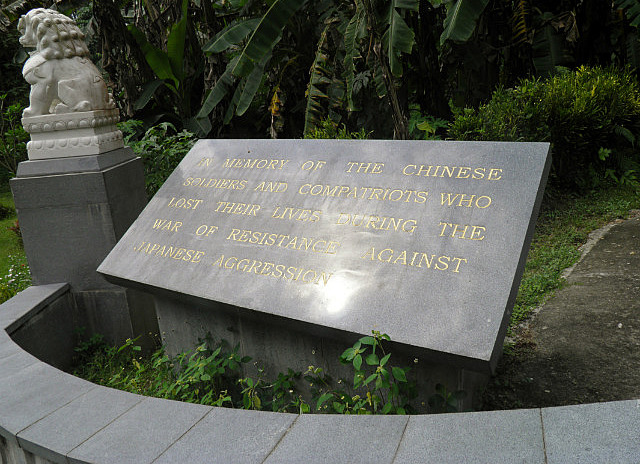 IN MEMORY OF THE CHINESE
SOLDIERS AND COMPATRIOTS WHO
LOST THEIR LIVES DURING THE
WAR OF RESISTANCE AGAINST
JAPANESE AGGRESSION